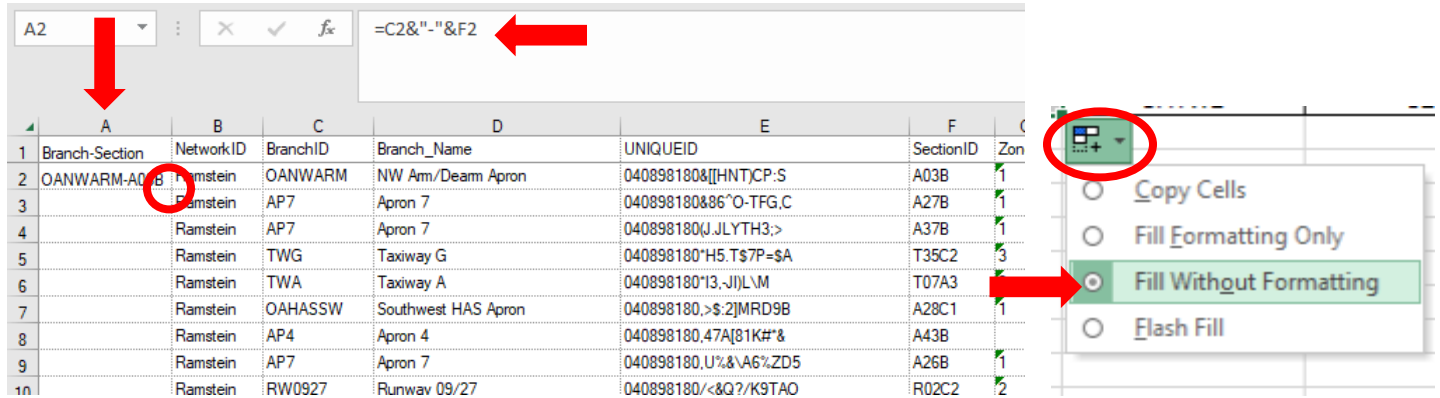 A2 fx =C2&"-"&F2
A B C D E F
1 Branch-Section NetworkID BranchID Branch_Name UNIQUEID SectionID Zon
2 Ramstein OANWARM NW Arm/Dearm Apron 040898180&[[HNT)CP:S A03B 1
3 Ramstein AP7 Apron 7 040898180&86^O-TFG,C A27B 1
4 Ramstein AP7 Apron 7 040898180(J.JLYTH3;> A37B 1
5 Ramstein TWG Taxiway G 040898180*H5.T$7P=$A T35C2 3
6 Ramstein TWA Taxiway A 040898180*I3,-JI)L\M T07A3
7 Ramstein OAHASSW Southwest HAS Apron 040898180,>$:2]MRD9B A28C1 1
8 Ramstein AP4 Apron 4 040898180,47A[81K#*& A43B
9 Ramstein AP7 Apron 7 040898180,U%&\A6%ZD5 A26B 1
10 Ramstein RW0927 Runway 09/27 040898180/<&Q?/K9TAO R02C2 2
Copy Cells
Fill Formatting Only
Fill Without Formatting
Flash Fill